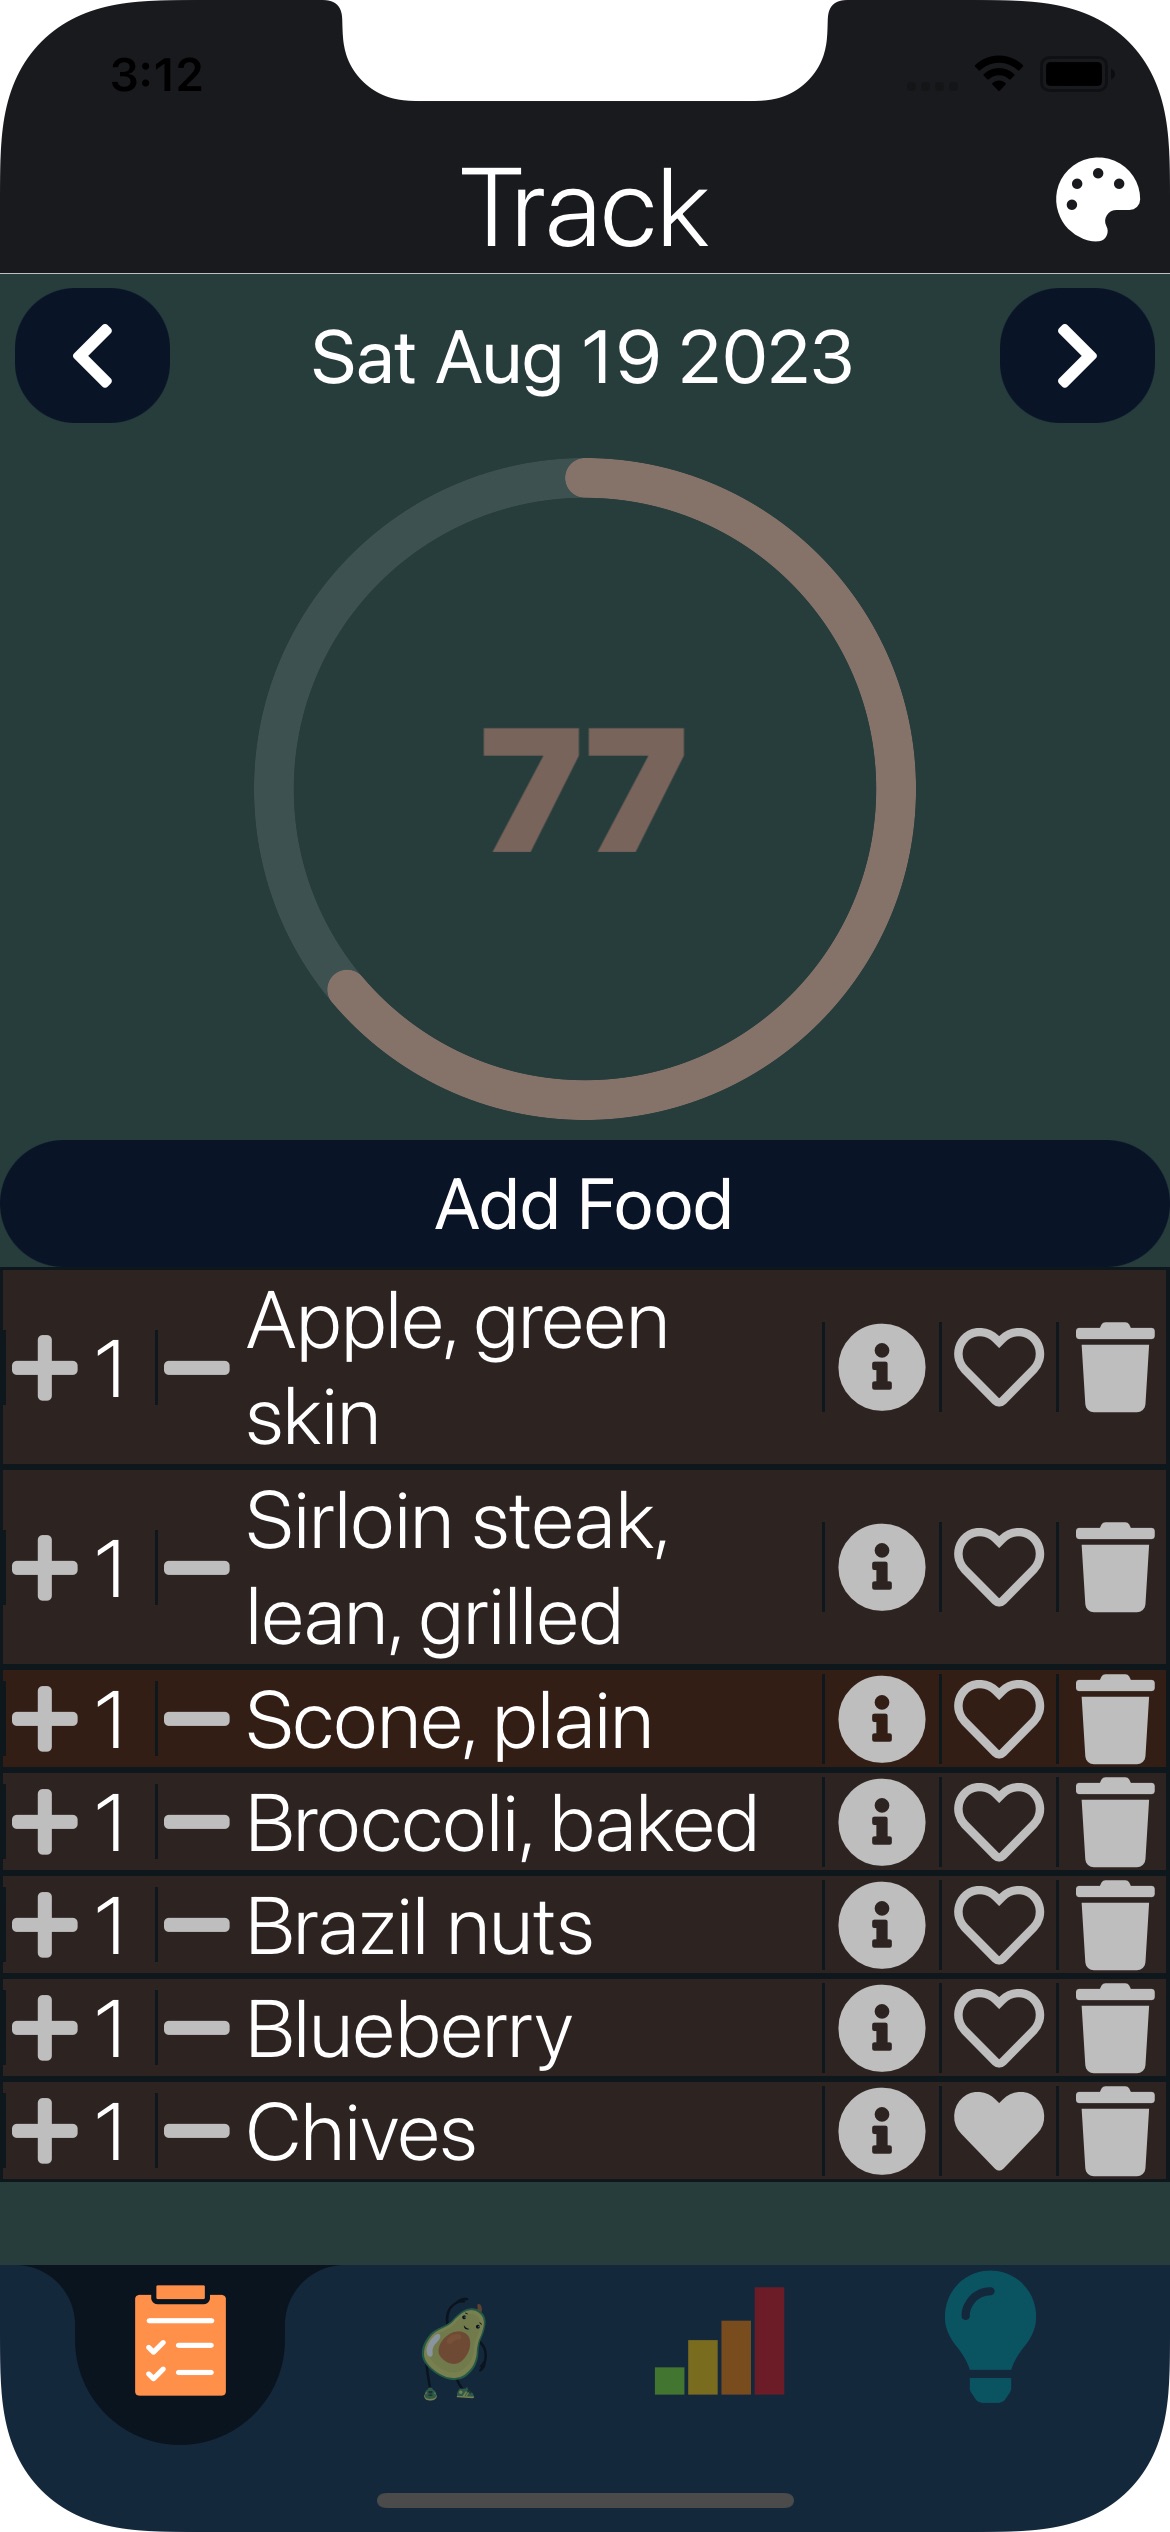 3:12
Track
Sat Aug 19 2023
77
Add Food
1 Apple, green
skin
1 Sirloin steak,
lean, grilled
1 Scone, plain
1 Broccoli, baked
1 Brazil nuts
1 Blueberry
1 Chives